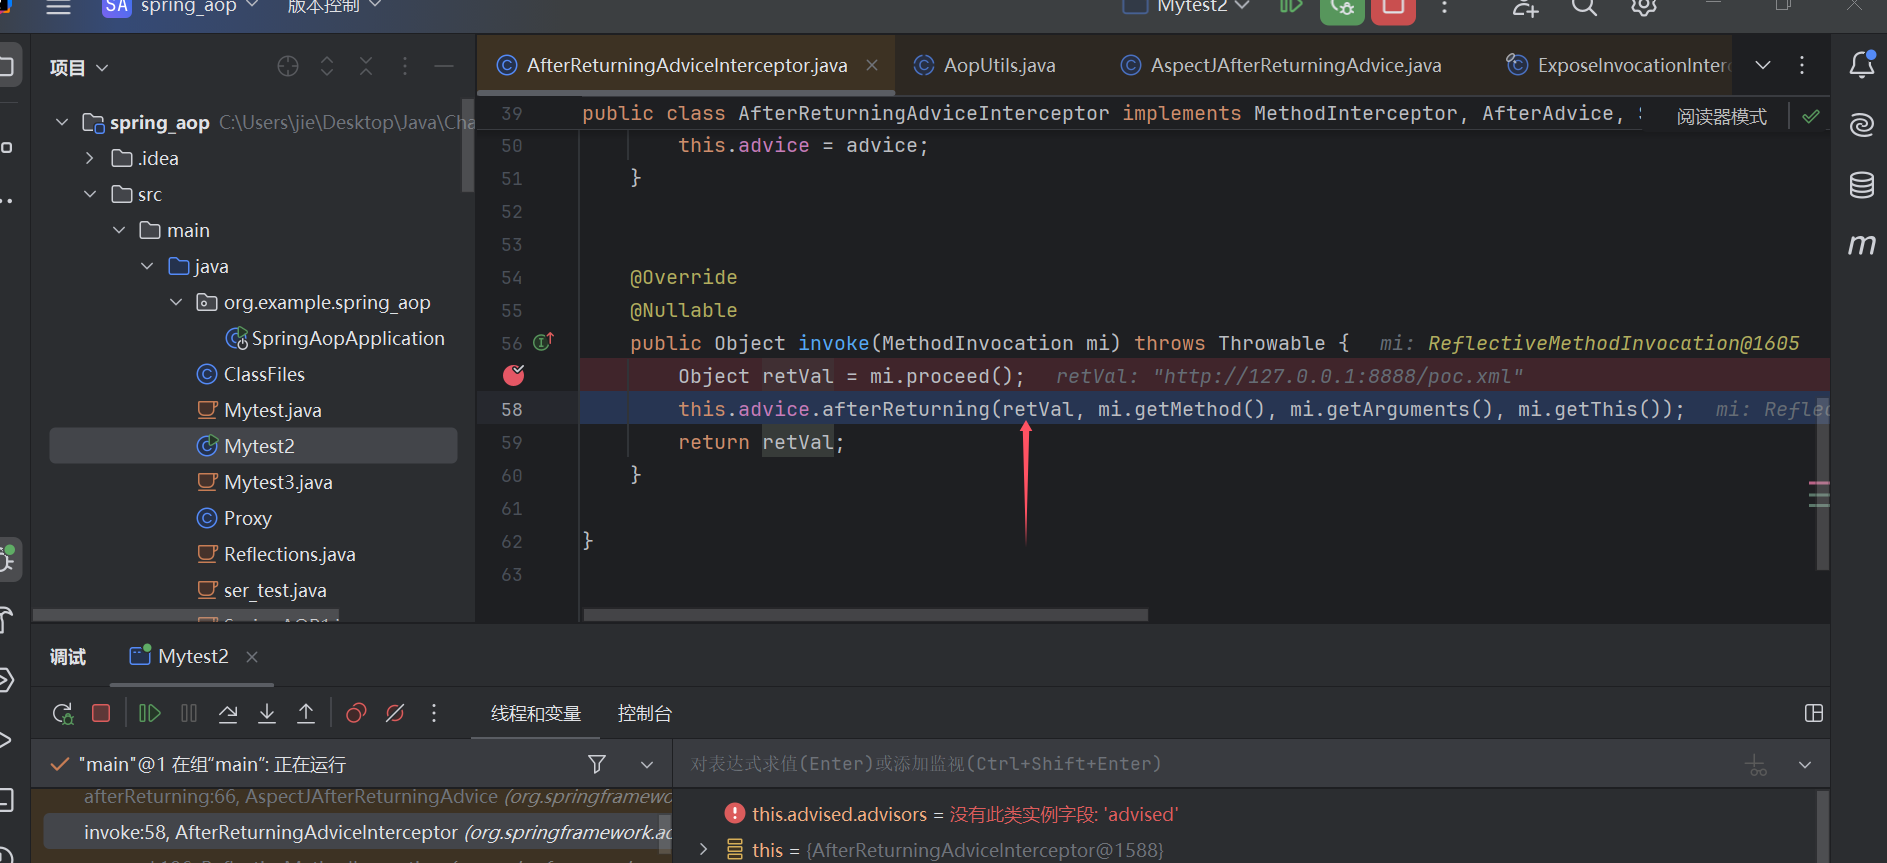 SA spring_aop 版本控制 Mytest2
项目
AfterReturningAdviceInterceptor.java AopUtils.java AspectJAfterReturningAdvice.java ExposeInvocationInter
spring_aop C:\Users\jie\Desktop\Java\Cha
.idea
src
main
java
org.example.spring_aop
SpringAopApplication
ClassFiles
Mytest.java
Mytest2
Mytest3.java
Proxy
Reflections.java
ser_test.java
39 public class AfterReturningAdviceInterceptor implements MethodInterceptor, AfterAdvice, 阅读器模式
50 this.advice = advice;
51 }
52
53
54 @Override
55 @Nullable
56 public Object invoke(MethodInvocation mi) throws Throwable { mi: ReflectiveMethodInvocation@1605
Object retVal = mi.proceed(); retVal: "http://127.0.0.1:8888/poc.xml"
58 this.advice.afterReturning(retVal, mi.getMethod(), mi.getArguments(), mi.getThis()); mi: Reflec
59 return retVal;
60 }
61
62 }
63
m
调试 Mytest2
线程和变量 控制台
"main"@1 在组“main”: 正在运行
对表达式求值(Enter)或添加监视(Ctrl+Shift+Enter)
afterReturning:66, AspectJAfterReturningAdvice (org.springframewo
invoke:58, AfterReturningAdviceInterceptor (org.springframework.ao
this.advised.advisors = 没有此类实例字段: 'advised'
this = {AfterReturningAdviceInterceptor@1588}